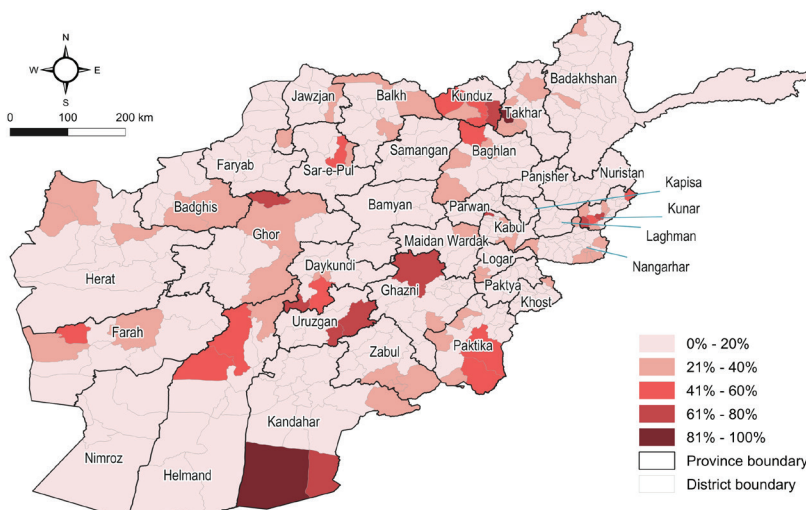 N
W E
S
0 100 200 km
Badakhshan
Jawzjan
Balkh
Kunduz
Takhar
Faryab
Sar-e-Pul
Samangan
Baghlan
Panjsher
Nuristan
Kapisa
Kunar
Laghman
Nangarhar
Badghis
Bamyan
Parwan
Kabul
Ghor
Maidan Wardak
Herat
Daykundi
Logar
Ghazni
Paktya
Khost
Farah
Uruzgan
Zabul
Paktika
Kandahar
Nimroz
Helmand
0% - 20%
21% - 40%
41% - 60%
61% - 80%
81% - 100%
Province boundary
District boundary